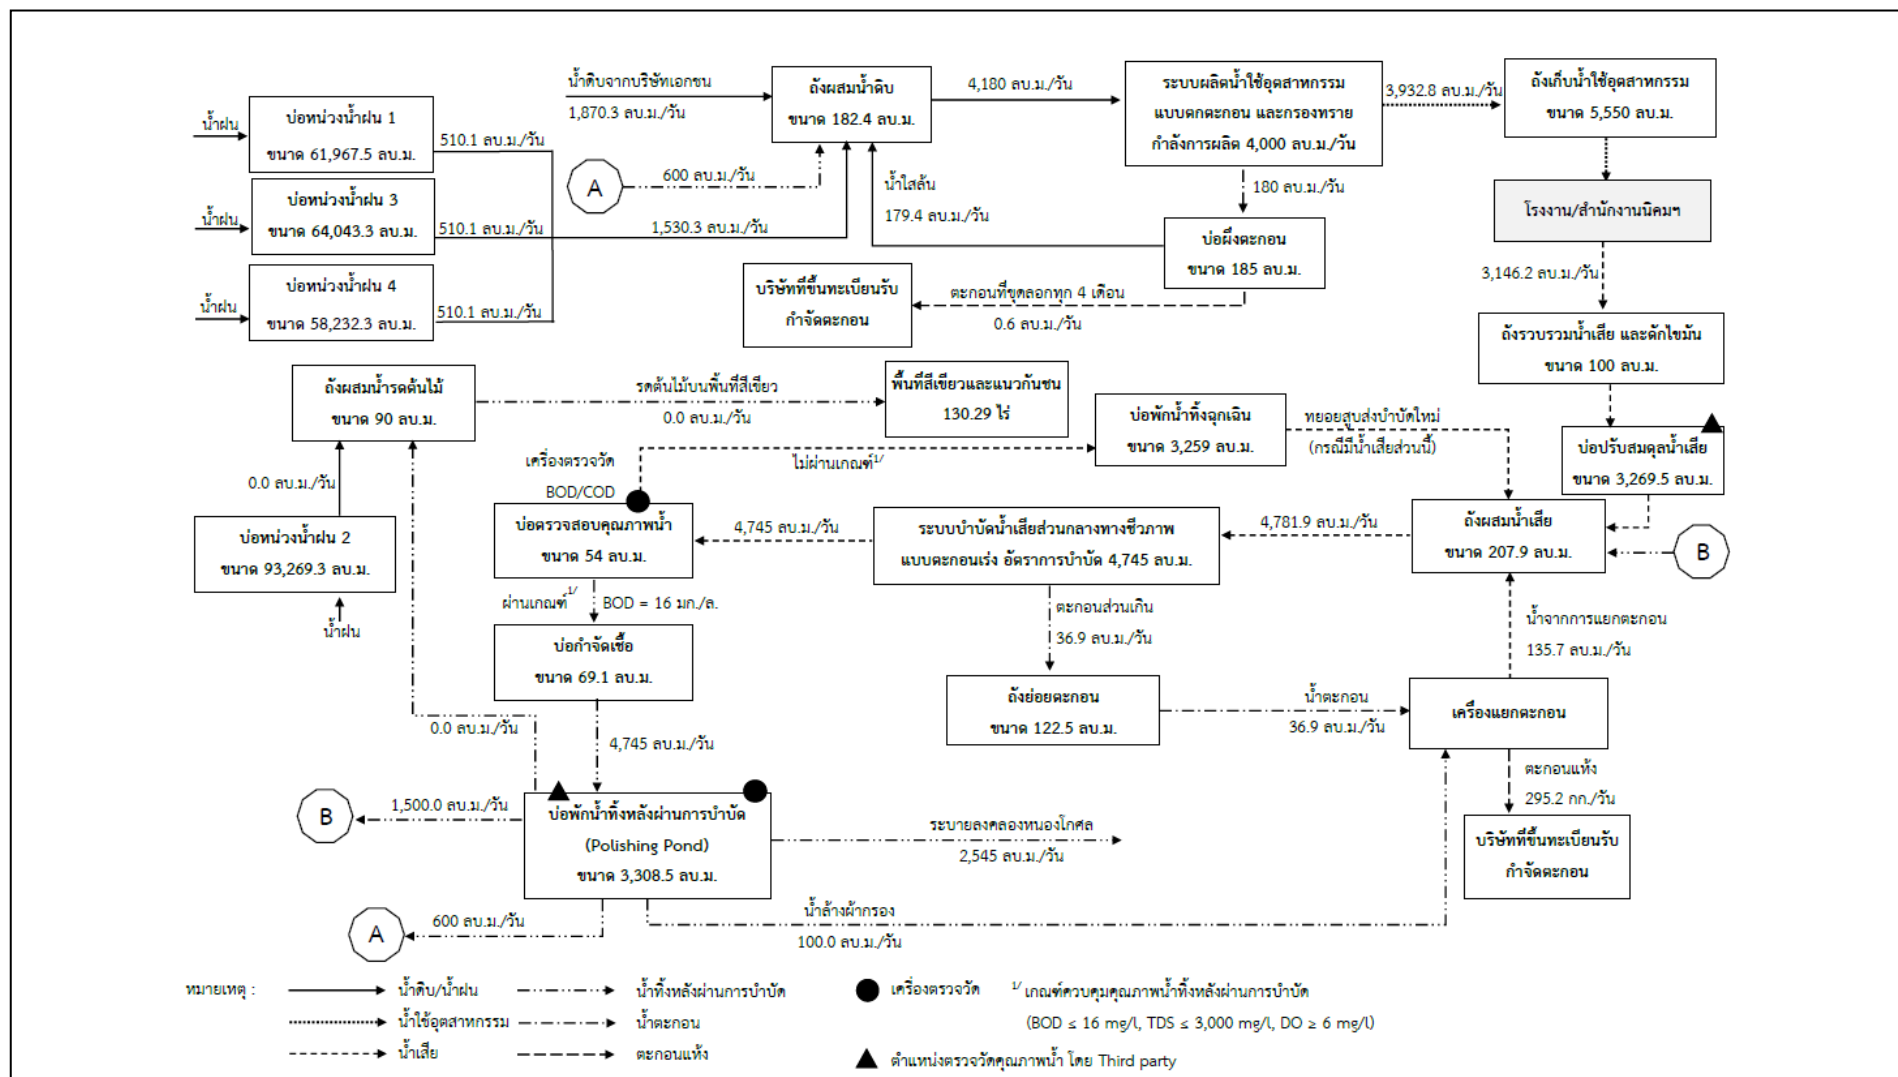 น้ำดิบจากบริษัทเอกชน
1,870.3 ลบ.ม./วัน
ถังผสมน้ำดิบ
ขนาด 182.4 ลบ.ม.
4,180 ลบ.ม./วัน
ระบบผลิตน้ำใช้อุตสาหกรรม
แบบตกตะกอน และกรองทราย
กำลังการผลิต 4,000 ลบ.ม./วัน
3,932.8 ลบ.ม./วัน
ถังเก็บน้ำใช้อุตสาหกรรม
ขนาด 5,550 ลบ.ม.
น้ำฝน
บ่อหน่วงน้ำฝน 1
ขนาด 61,967.5 ลบ.ม.
510.1 ลบ.ม./วัน
น้ำฝน
บ่อหน่วงน้ำฝน 3
ขนาด 64,043.3 ลบ.ม.
510.1 ลบ.ม./วัน
น้ำฝน
บ่อหน่วงน้ำฝน 4
ขนาด 58,232.3 ลบ.ม.
510.1 ลบ.ม./วัน
A
600 ลบ.ม./วัน
1,530.3 ลบ.ม./วัน
น้ำใสล้น
179.4 ลบ.ม./วัน
180 ลบ.ม./วัน
บ่อผึ่งตะกอน
ขนาด 185 ลบ.ม.
โรงงาน/สำนักงานนิคมฯ
3,146.2 ลบ.ม./วัน
บริษัทที่ขึ้นทะเบียนรับ
กำจัดตะกอน
ตะกอนที่ขุดลอกทุก 4 เดือน
0.6 ลบ.ม./วัน
ถังรวบรวมน้ำเสีย และดักไขมัน
ขนาด 100 ลบ.ม.
ถังผสมน้ำรดต้นไม้
ขนาด 90 ลบ.ม.
รดต้นไม้บนพื้นที่สีเขียว
0.0 ลบ.ม./วัน
พื้นที่สีเขียวและแนวกันชน
130.29 ไร่
บ่อพักน้ำทิ้งฉุกเฉิน
ขนาด 3,259 ลบ.ม.
ทยอยสูบส่งบำบัดใหม่
(กรณีมีน้ำเสียส่วนนี้)
บ่อปรับสมดุลน้ำเสีย
ขนาด 3,269.5 ลบ.ม.
เครื่องตรวจวัด
BOD/COD
ไม่ผ่านเกณฑ์1/
0.0 ลบ.ม./วัน
บ่อหน่วงน้ำฝน 2
ขนาด 93,269.3 ลบ.ม.
น้ำฝน
บ่อตรวจสอบคุณภาพน้ำ
ขนาด 54 ลบ.ม.
4,745 ลบ.ม./วัน
ระบบบำบัดน้ำเสียส่วนกลางทางชีวภาพ
แบบตะกอนเร่ง อัตราการบำบัด 4,745 ลบ.ม.
4,781.9 ลบ.ม./วัน
ถังผสมน้ำเสีย
ขนาด 207.9 ลบ.ม.
B
ผ่านเกณฑ์1/
BOD = 16 มก./ล.
ตะกอนส่วนเกิน
36.9 ลบ.ม./วัน
น้ำจากการแยกตะกอน
135.7 ลบ.ม./วัน
บ่อกำจัดเชื้อ
ขนาด 69.1 ลบ.ม.
ถังย่อยตะกอน
ขนาด 122.5 ลบ.ม.
น้ำตะกอน
36.9 ลบ.ม./วัน
เครื่องแยกตะกอน
0.0 ลบ.ม./วัน
4,745 ลบ.ม./วัน
ตะกอนแห้ง
295.2 กก./วัน
B
1,500.0 ลบ.ม./วัน
บ่อพักน้ำทิ้งหลังผ่านการบำบัด
(Polishing Pond)
ขนาด 3,308.5 ลบ.ม.
ระบายลงคลองหนองโกศล
2,545 ลบ.ม./วัน
บริษัทที่ขึ้นทะเบียนรับ
กำจัดตะกอน
A
600 ลบ.ม./วัน
น้ำล้างผ้ากรอง
100.0 ลบ.ม./วัน
หมายเหตุ :
น้ำดิบ/น้ำฝน
น้ำทิ้งหลังผ่านการบำบัด
เครื่องตรวจวัด
1/ เกณฑ์ควบคุมคุณภาพน้ำทิ้งหลังผ่านการบำบัด
น้ำใช้อุตสาหกรรม
น้ำตะกอน
(BOD ≤ 16 mg/l, TDS ≤ 3,000 mg/l, DO ≥ 6 mg/l)
น้ำเสีย
ตะกอนแห้ง
ตำแหน่งตรวจวัดคุณภาพน้ำ โดย Third party